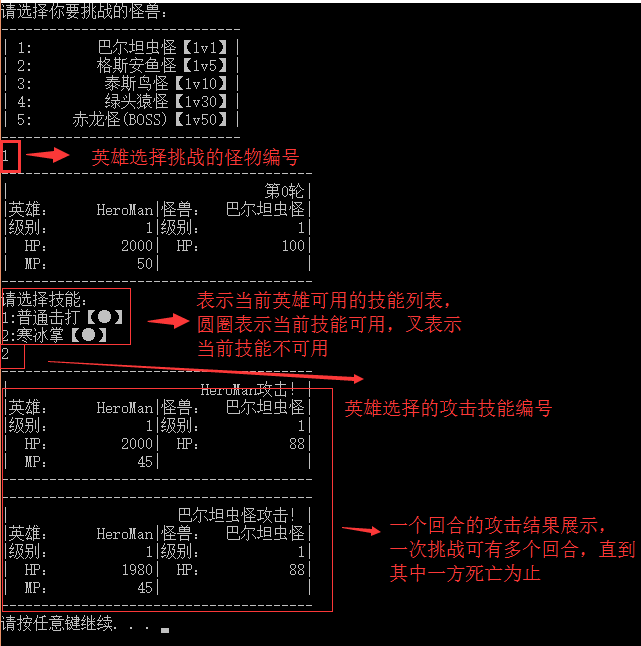 请选择你要挑战的怪兽:
------------------------------
| 1:        巴尔坦虫怪【lv1】|
| 2:        格斯安鱼怪【lv5】|
| 3:         泰斯鸟怪【lv10】|
| 4:         绿头猿怪【lv30】|
| 5:     赤龙怪(BOSS)【lv50】|
------------------------------
1
英雄选择挑战的怪物编号
---------------------------------------
|                                第0轮|
|英雄:      HeroMan|怪兽:   巴尔坦虫怪|
|级别:            1|级别:            1|
|  HP:         2000|  HP:          100|
|  MP:           50|                  |
---------------------------------------
请选择技能:
1:普通击打【●】
2:寒冰掌【●】
表示当前英雄可用的技能列表,
圆圈表示当前技能可用,叉表示
当前技能不可用
2
英雄选择的攻击技能编号
---------------------------------------
|                        HeroMan攻击! |
|英雄:      HeroMan|怪兽:   巴尔坦虫怪|
|级别:            1|级别:            1|
|  HP:         2000|  HP:           88|
|  MP:           45|                  |
---------------------------------------
---------------------------------------
|                     巴尔坦虫怪攻击! |
|英雄:      HeroMan|怪兽:   巴尔坦虫怪|
|级别:            1|级别:            1|
|  HP:         1980|  HP:           88|
|  MP:           45|                  |
---------------------------------------
一个回合的攻击结果展示,
一次挑战可有多个回合,直到
其中一方死亡为止
请按任意键继续. . .